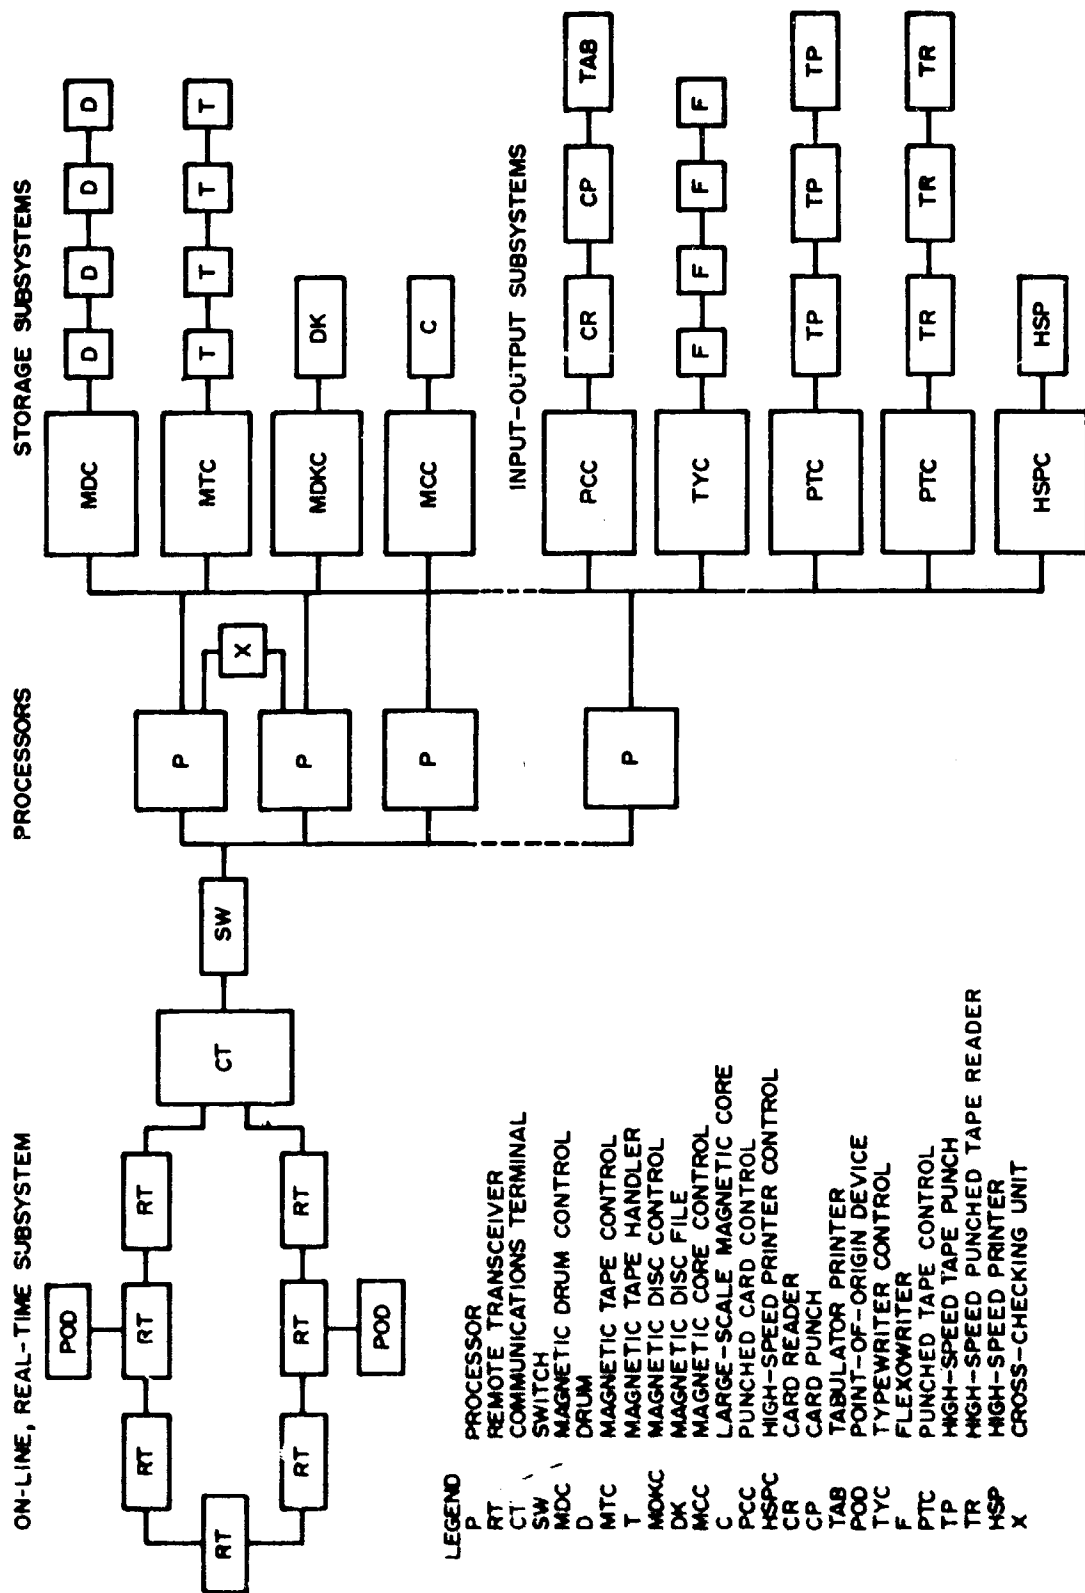 ON-LINE, REAL-TIME SUBSYSTEM
PROCESSORS
STORAGE SUBSYSTEMS
POD
RT
RT
RT
RT
RT
RT
RT
POD
CT
SW
P
P
P
P
X
MDC
D
D
D
D
MTC
T
T
T
T
MDKC
DK
MCC
C
INPUT-OUTPUT SUBSYSTEMS
PCC
CR
CP
TAB
TYC
F
F
F
F
PTC
TP
TP
TP
PTC
TR
TR
TR
HSPC
HSP
LEGEND
P PROCESSOR
RT REMOTE TRANSCEIVER
CT COMMUNICATIONS TERMINAL
SW SWITCH
MDC MAGNETIC DRUM CONTROL
D DRUM
MTC MAGNETIC TAPE CONTROL
T MAGNETIC TAPE HANDLER
MDKC MAGNETIC DISC CONTROL
DK MAGNETIC DISC FILE
MCC MAGNETIC CORE CONTROL
C LARGE-SCALE MAGNETIC CORE
PCC PUNCHED CARD CONTROL
HSPC HIGH-SPEED PRINTER CONTROL
CR CARD READER
CP CARD PUNCH
TAB TABULATOR PRINTER
POD POINT-OF-ORIGIN DEVICE
TYC TYPEWRITER CONTROL
F FLEXOWRITER
PTC PUNCHED TAPE CONTROL
TP HIGH-SPEED TAPE PUNCH
TR HIGH-SPEED PUNCHED TAPE READER
HSP HIGH-SPEED PRINTER
X CROSS-CHECKING UNIT